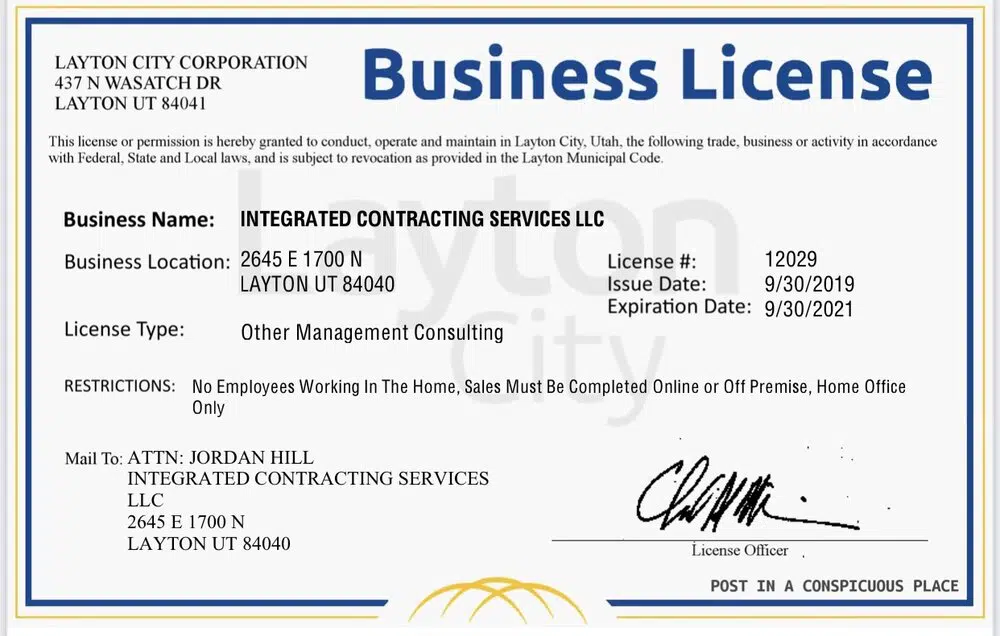 LAYTON CITY CORPORATION
437 N WASATCH DR
LAYTON UT 84041
Business License
This license or permission is hereby granted to conduct, operate and maintain in Layton City, Utah, the following trade, business or activity in accordance
with Federal, State and Local laws, and is subject to revocation as provided in the Layton Municipal Code.
Layton
City
Business Name: INTEGRATED CONTRACTING SERVICES LLC
Business Location: 2645 E 1700 N
LAYTON UT 84040
License #: 12029
Issue Date: 9/30/2019
Expiration Date: 9/30/2021
License Type: Other Management Consulting
RESTRICTIONS: No Employees Working In The Home, Sales Must Be Completed Online or Off Premise, Home Office
Only
Mail To: ATTN: JORDAN HILL
INTEGRATED CONTRACTING SERVICES
LLC
2645 E 1700 N
LAYTON UT 84040
License Officer
POST IN A CONSPICUOUS PLACE